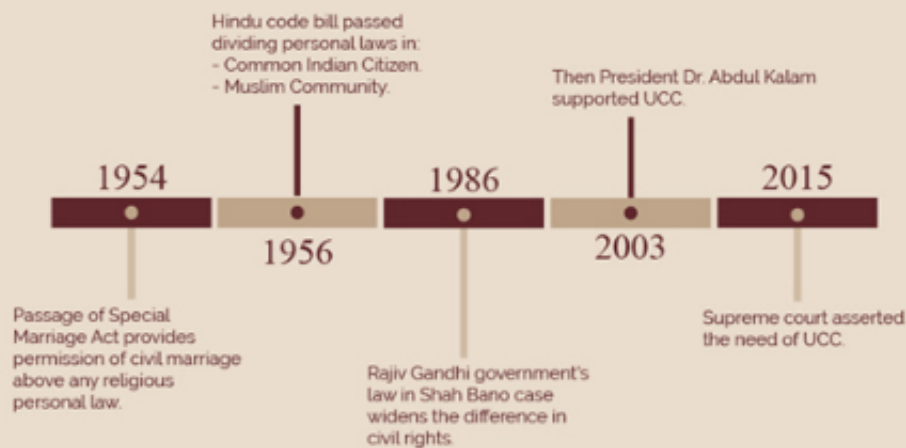 Hindu code bill passed
dividing personal laws in:
- Common Indian Citizen.
- Muslim Community.
Then President Dr. Abdul Kalam
supported UCC.
1954
1956
1986
2003
2015
Passage of Special
Marriage Act provides
permission of civil marriage
above any religious
personal law.
Rajiv Gandhi government's
law in Shah Bano case
widens the difference in
civil rights.
Supreme court asserted
the need of UCC.